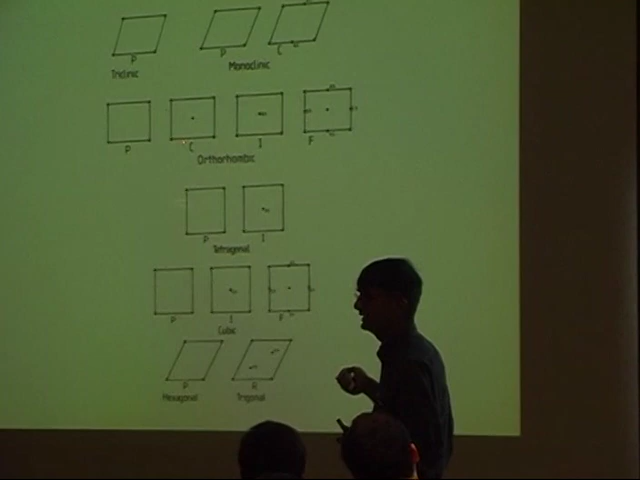 P
P C
Triclinic Monoclinic
P C I F
Orthorhombic
P I
Tetragonal
P I F
Cubic
P R
Hexagonal Trigonal